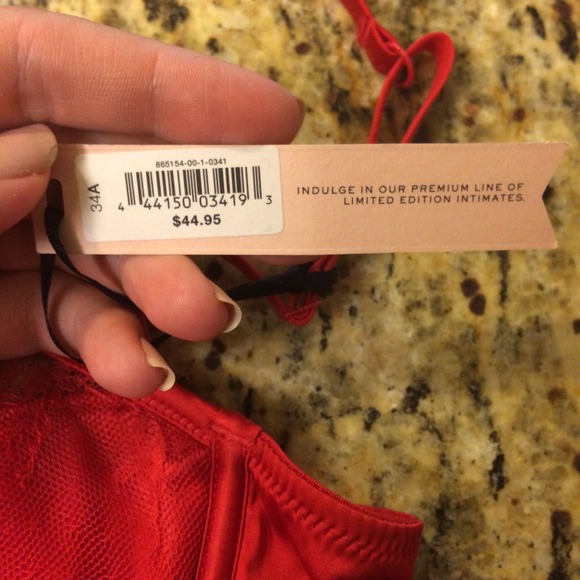 865154-00-1-0341
34A
4 44150 03419 3
$44.95
INDULGE IN OUR PREMIUM LINE OF
LIMITED EDITION INTIMATES.